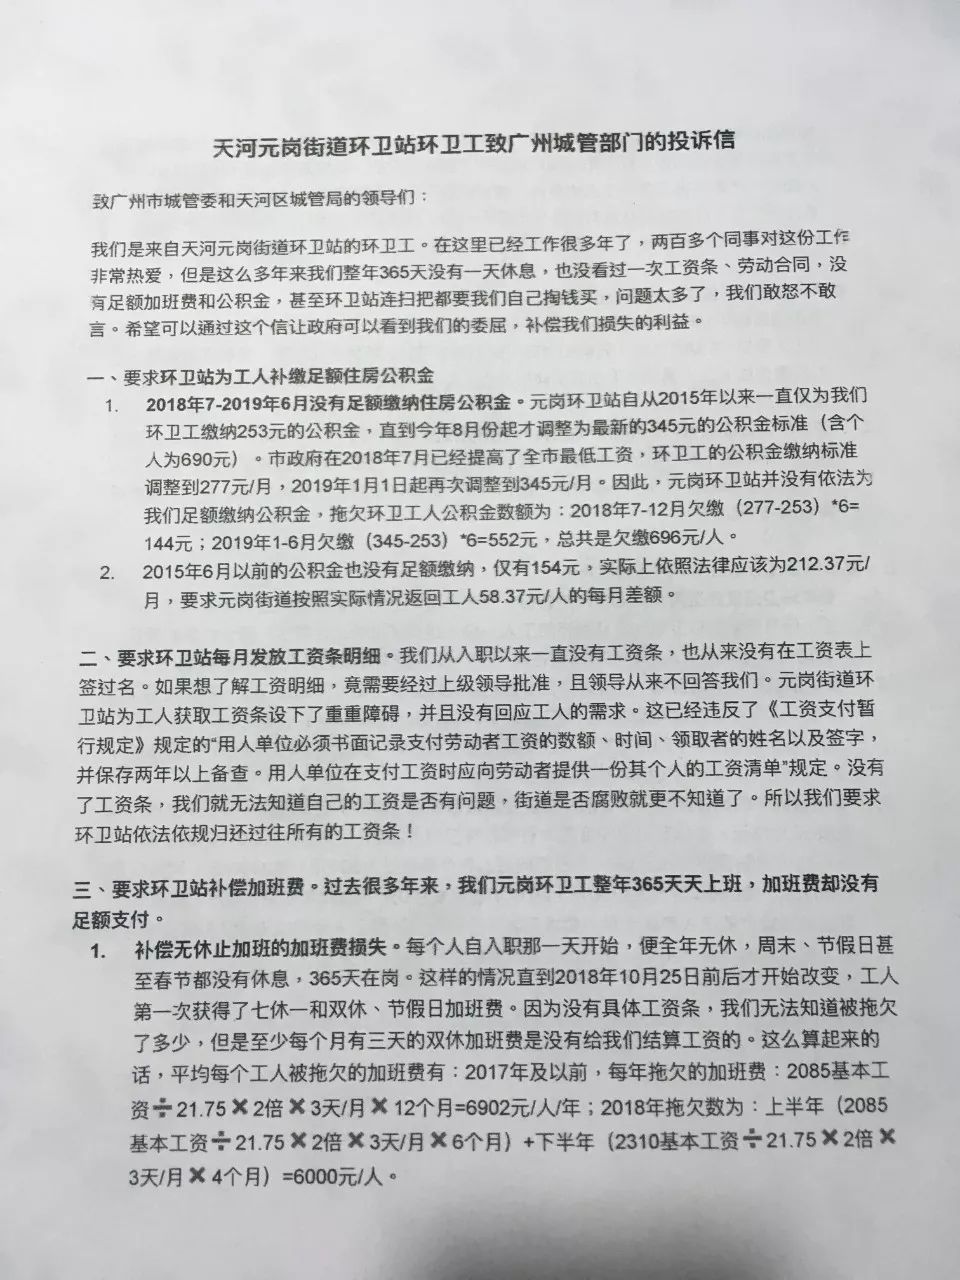 天河元岗街道环卫站环卫工致广州城管部门的投诉信
致广州市城管委和天河区城管局的领导们：
我们是来自天河元岗街道环卫站的环卫工。在这里已经工作很多年了，两百多个同事对这份工作
非常热爱，但是这么多年来我们整年365天没有一天休息，也没看过一次工资条、劳动合同，没
有足额加班费和公积金，甚至环卫站连扫把都要我们自己掏钱买，问题太多了，我们敢怒不敢
言。希望可以通过这个信让政府可以看到我们的委屈，补偿我们损失的利益。
一、要求环卫站为工人补缴足额住房公积金
1. 2018年7-2019年6月没有足额缴纳住房公积金。元岗环卫站自从2015年以来一直仅为我们
环卫工缴纳253元的公积金，直到今年8月份起才调整为最新的345元的公积金标准（含个
人为690元）。市政府在2018年7月已经提高了全市最低工资，环卫工的公积金缴纳标准
调整到277元/月，2019年1月1日起再次调整到345元/月。因此，元岗环卫站并没有依法为
我们足额缴纳公积金，拖欠环卫工人公积金数额为：2018年7-12月欠缴（277-253）*6=
144元；2019年1-6月欠缴（345-253）*6=552元，总共是欠缴696元/人。
2. 2015年6月以前的公积金也没有足额缴纳，仅有154元，实际上依照法律应该为212.37元/
月，要求元岗街道按照实际情况返回工人58.37元/人的每月差额。
二、要求环卫站每月发放工资条明细。我们从入职以来一直没有工资条，也从来没有在工资表上
签过名。如果想了解工资明细，竟需要经过上级领导批准，且领导从来不回答我们。元岗街道环
卫站为工人获取工资条设下了重重障碍，并且没有回应工人的需求。这已经违反了《工资支付暂
行规定》规定的“用人单位必须书面记录支付劳动者工资的数额、时间、领取者的姓名以及签字，
并保存两年以上备查。用人单位在支付工资时应向劳动者提供一份其个人的工资清单”规定。没有
了工资条，我们就无法知道自己的工资是否有问题，街道是否腐败就更不知道了。所以我们要求
环卫站依法依规归还过往所有的工资条！
三、要求环卫站补偿加班费。过去很多年来，我们元岗环卫工整年365天天上班，加班费却没有
足额支付。
1. 补偿无休止加班的加班费损失。每个人自入职那一天开始，便全年无休，周末、节假日甚
至春节都没有休息，365天在岗。这样的情况直到2018年10月25日前后才开始改变，工人
第一次获得了七休一和双休、节假日加班费。因为没有具体工资条，我们无法知道被拖欠
了多少，但是至少每个月有三天的双休加班费是没有给我们结算工资的。这么算起来的
话，平均每个工人被拖欠的加班费有：2017年及以前，每年拖欠的加班费：2085基本工
资➗21.75✖2倍✖3天/月✖12个月=6902元/人/年；2018年拖欠数为：上半年（2085
基本工资➗21.75✖2倍✖3天/月✖6个月）+下半年（2310基本工资➗21.75✖2倍✖
3天/月✖4个月）=6000元/人。